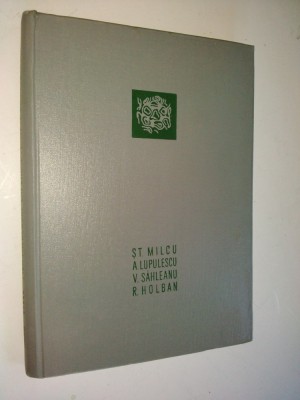 ST. MILCU
A. LUPULESCU
V. SAHLEANU
R. HOLBAN